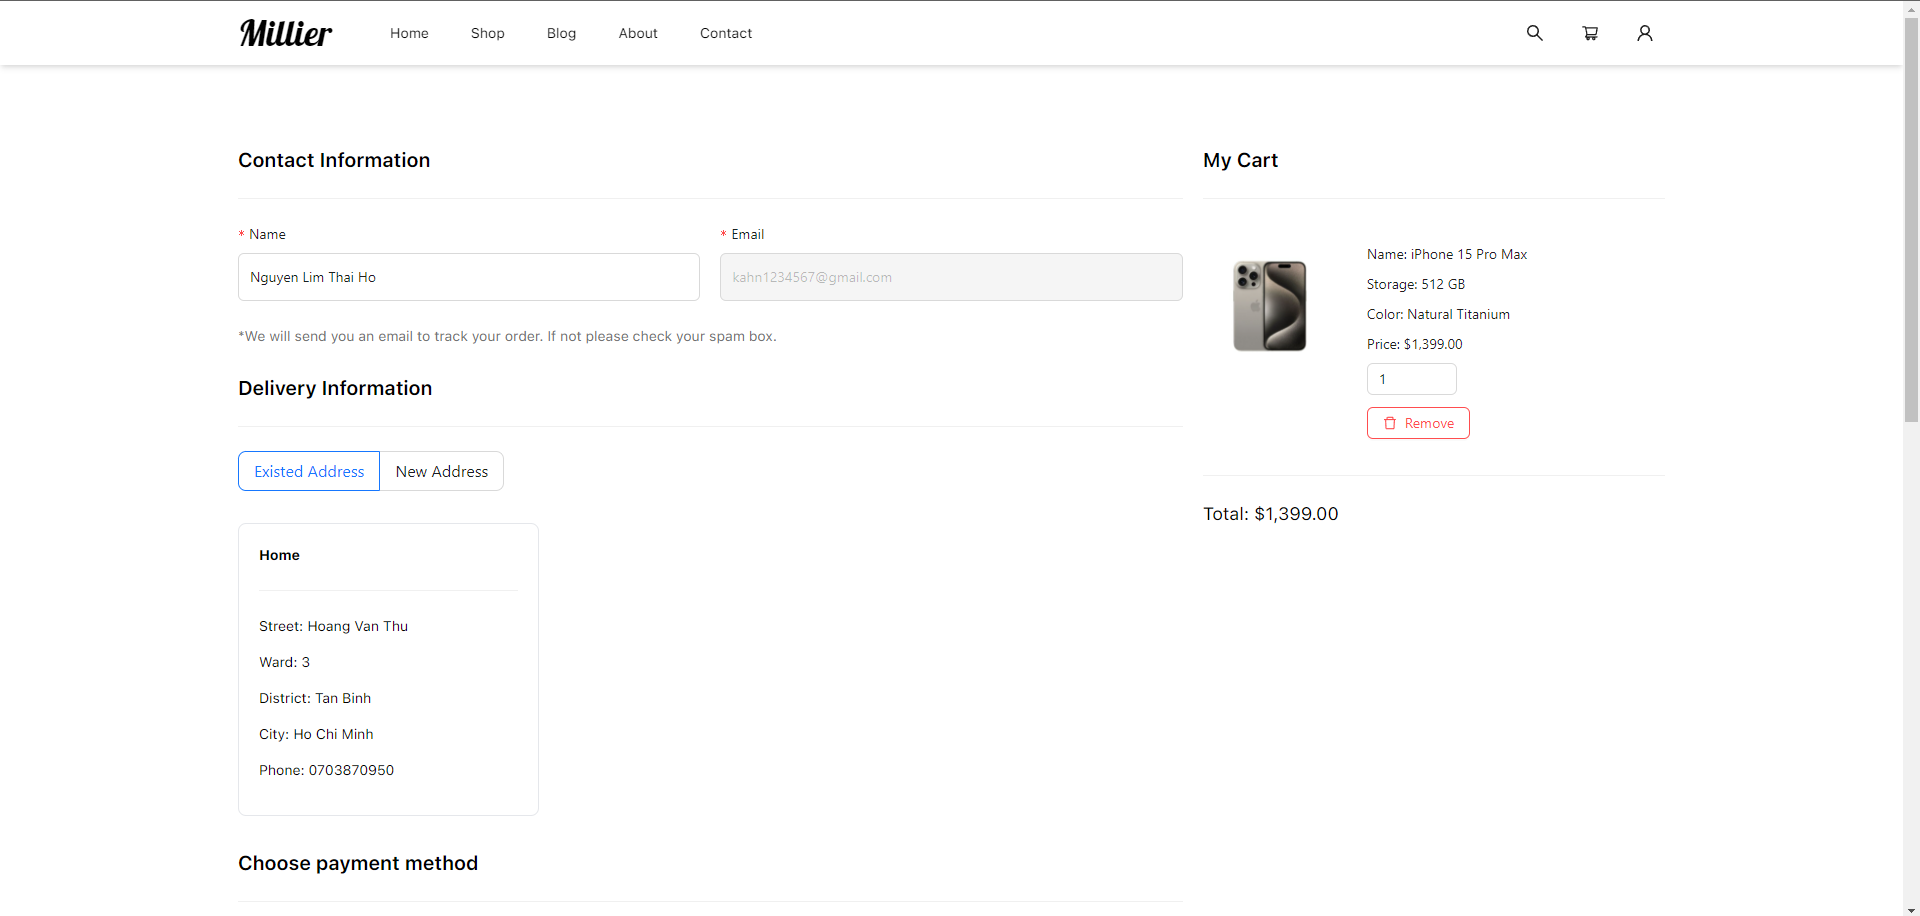 Millier
Home
Shop
Blog
About
Contact
Contact Information
* Name
* Email
Nguyen Lim Thai Ho
kahn1234567@gmail.com
*We will send you an email to track your order. If not please check your spam box.
Delivery Information
Existed Address
New Address
Home
Street: Hoang Van Thu
Ward: 3
District: Tan Binh
City: Ho Chi Minh
Phone: 0703870950
Choose payment method
My Cart
Name: iPhone 15 Pro Max
Storage: 512 GB
Color: Natural Titanium
Price: $1,399.00
1
Remove
Total: $1,399.00